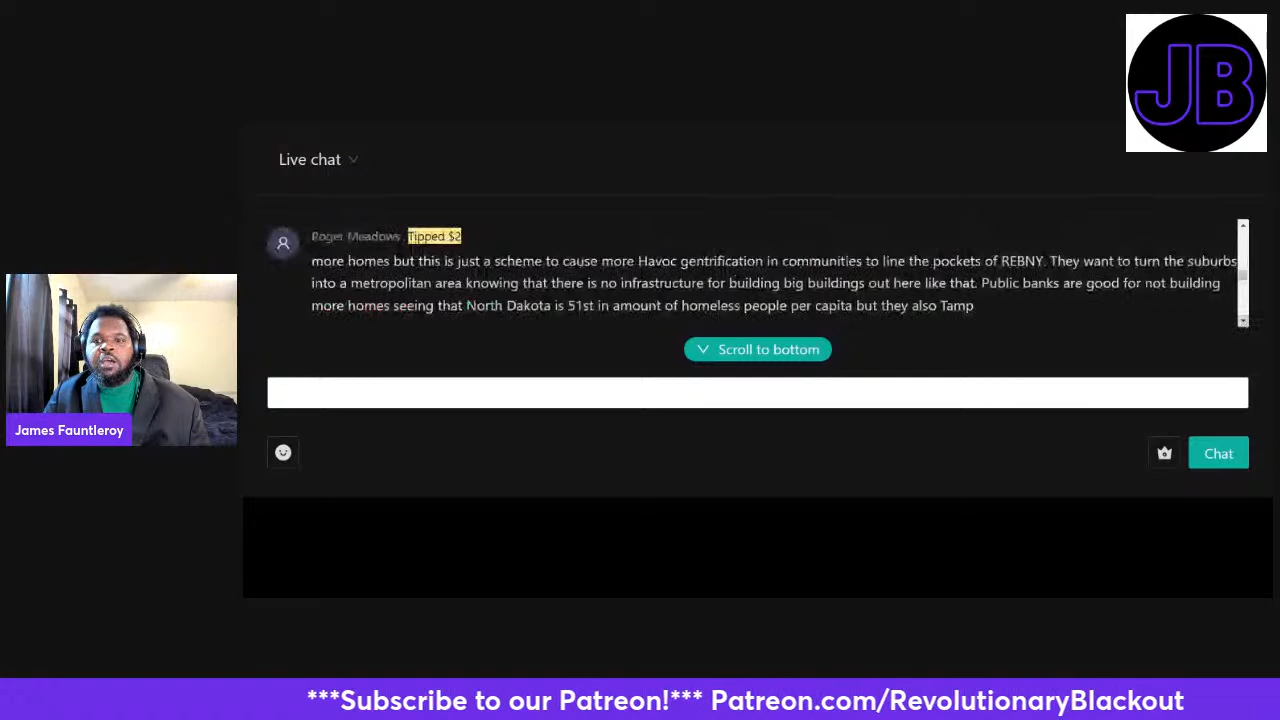 JB
Live chat
Roger Meadows Tipped $2
more homes but this is just a scheme to cause more Havoc gentrification in communities to line the pockets of REBNY. They want to turn the suburbs
into a metropolitan area knowing that there is no infrastructure for building big buildings out here like that. Public banks are good for not building
more homes seeing that North Dakota is 51st in amount of homeless people per capita but they also Tamp
Scroll to bottom
James Fauntleroy
Chat
***Subscribe to our Patreon!*** Patreon.com/RevolutionaryBlackout